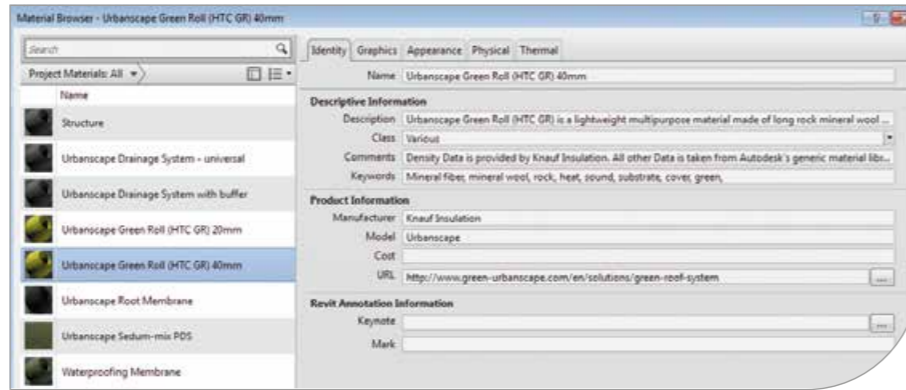 Material Browser - Urbanscape Green Roll (HTC GR) 40mm
Search
Project Materials: All
Name
Structure
Urbanscape Drainage System - universal
Urbanscape Drainage System with buffer
Urbanscape Green Roll (HTC GR) 20mm
Urbanscape Green Roll (HTC GR) 40mm
Urbanscape Root Membrane
Urbanscape Sedum-mix PDS
Waterproofing Membrane
Identity Graphics Appearance Physical Thermal
Name Urbanscape Green Roll (HTC GR) 40mm
Descriptive Information
Description Urbanscape Green Roll (HTC GR) is a lightweight multipurpose material made of long rock mineral wool ...
Class Various
Comments Density Data is provided by Knauf Insulation. All other Data is taken from Autodesk's generic material libr...
Keywords Mineral fiber, mineral wool, rock, heat, sound, substrate, cover, green,
Product Information
Manufacturer Knauf Insulation
Model Urbanscape
Cost
URL http://www.green-urbanscape.com/en/solutions/green-roof-system ...
Revit Annotation Information
Keynote ...
Mark